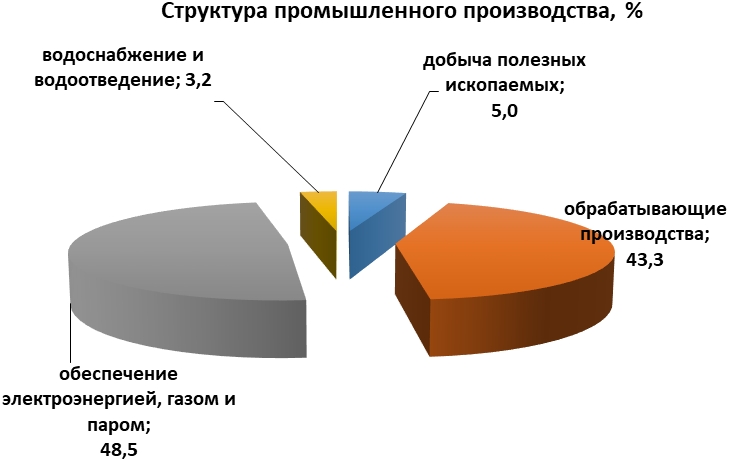 Структура промышленного производства, %
водоснабжение и
водоотведение; 3,2
добыча полезных
ископаемых;
5,0
обрабатывающие
производства;
43,3
обеспечение
электроэнергией, газом и
паром;
48,5